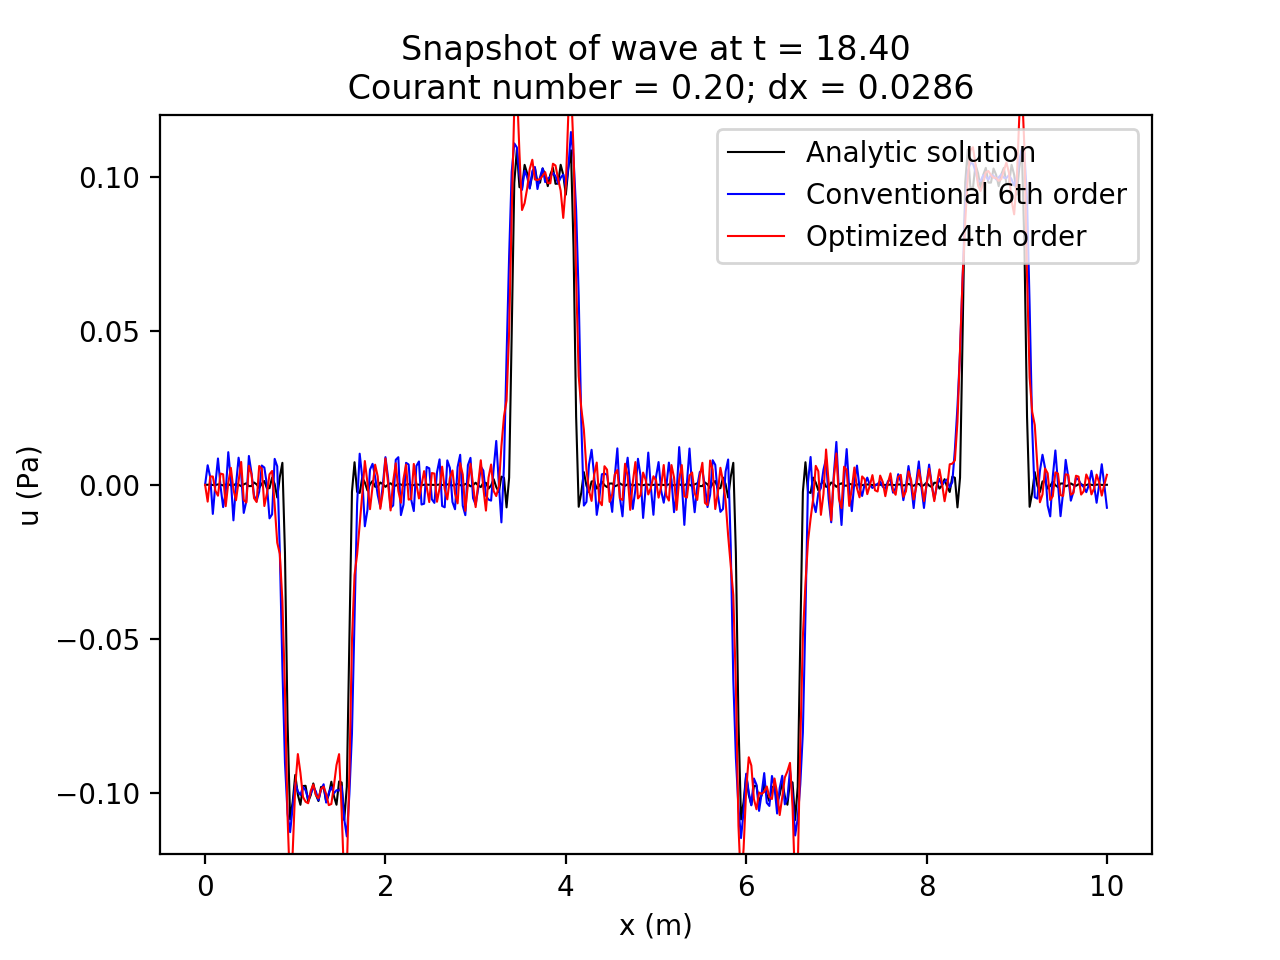 Snapshot of wave at t = 18.40
Courant number = 0.20; dx = 0.0286
Analytic solution
Conventional 6th order
Optimized 4th order
u (Pa)
0.10
0.05
0.00
−0.05
−0.10
0 2 4 6 8 10
x (m)